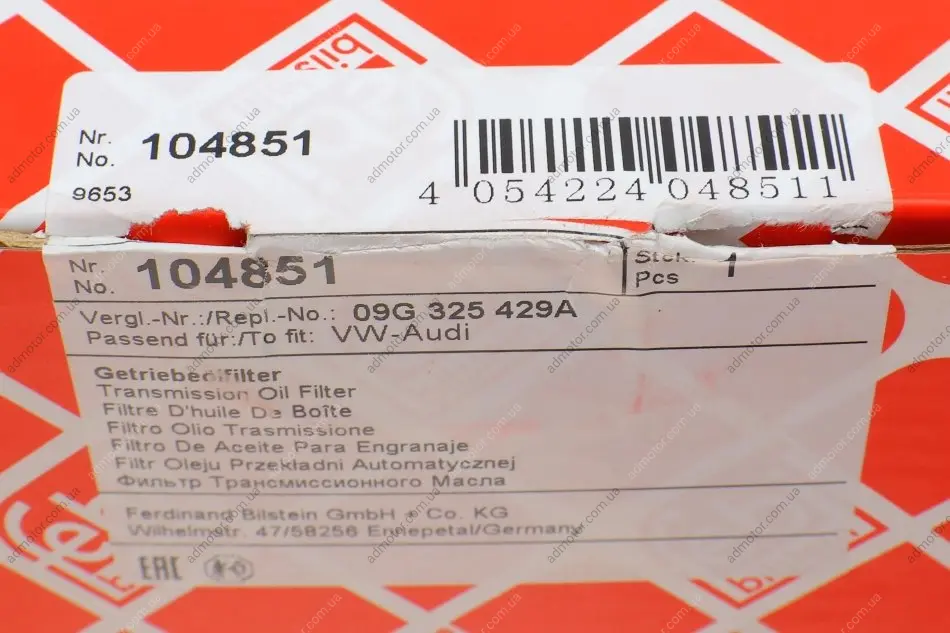 Nr.
No. 104851
9653
4 054224 048511
Nr.
No. 104851
Stck.
Pcs 1
Vergl.-Nr.:/Repl.-No.: 09G 325 429A
Passend für:/To fit: VW-Audi
Getriebeölfilter
Transmission Oil Filter
Filtre D'huile De Boîte
Filtro Olio Trasmissione
Filtro De Aceite Para Engranaje
Filtr Oleju Przekładni Automatycznej
Фильтр Трансмиссионного Масла
Ferdinand Bilstein GmbH + Co. KG
Wilhelmstr. 47/58256 Ennepetal/Germany
EAC
admotor.com.ua